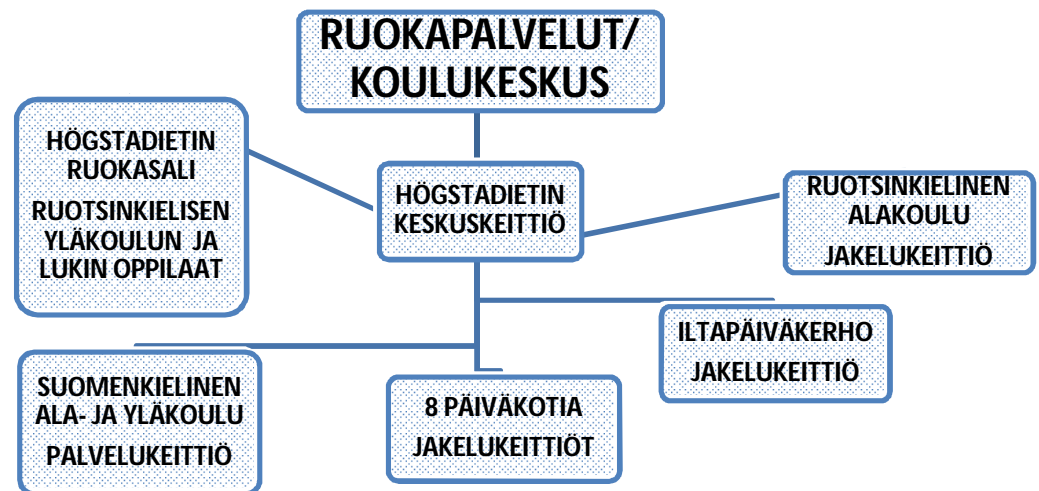 RUOKAPALVELUT/
KOULUKESKUS
HÖGSTADIETIN
RUOKASALI
RUOTSINKIELISEN
YLÄKOULUN JA
LUKIN OPPILAAT
HÖGSTADIETIN
KESKUSKEITTIÖ
RUOTSINKIELINEN
ALAKOULU
JAKELUKEITTIÖ
ILTAPÄIVÄKERHO
JAKELUKEITTIÖ
SUOMENKIELINEN
ALA- JA YLÄKOULU
PALVELUKEITTIÖ
8 PÄIVÄKOTIA
JAKELUKEITTIÖT